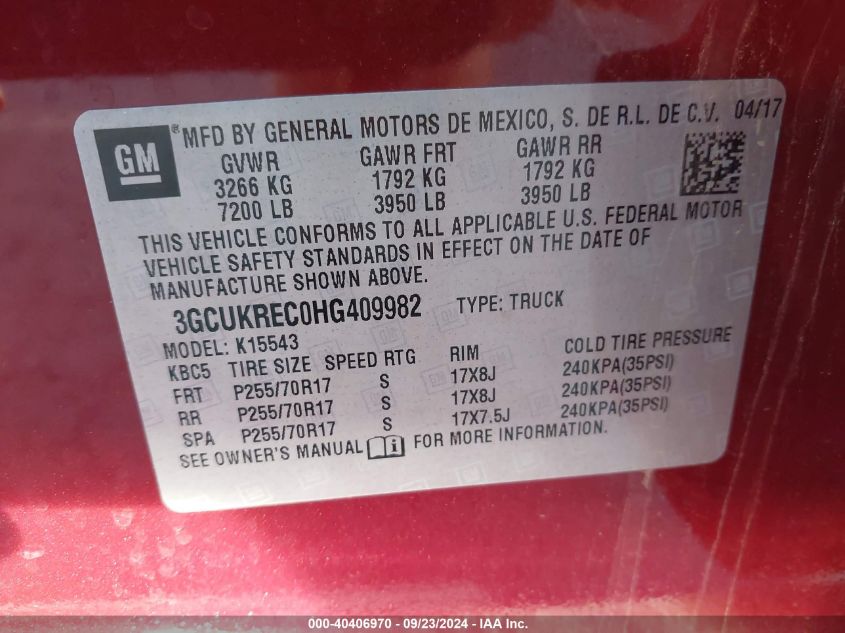 GM ® MFD BY GENERAL MOTORS DE MEXICO, S. DE R.L. DE C.V. 04/17
GVWR GAWR FRT GAWR RR
3266 KG 1792 KG 1792 KG
7200 LB 3950 LB 3950 LB
THIS VEHICLE CONFORMS TO ALL APPLICABLE U.S. FEDERAL MOTOR
VEHICLE SAFETY STANDARDS IN EFFECT ON THE DATE OF
MANUFACTURE SHOWN ABOVE.
3GCUKREC0HG409982 TYPE: TRUCK
MODEL: K15543
KBC5 TIRE SIZE SPEED RTG RIM COLD TIRE PRESSURE
FRT P255/70R17 S 17X8J 240KPA(35PSI)
RR P255/70R17 S 17X8J 240KPA(35PSI)
SPA P255/70R17 S 17X7.5J 240KPA(35PSI)
SEE OWNER'S MANUAL i FOR MORE INFORMATION.
000-40406970 - 09/23/2024 - IAA Inc.